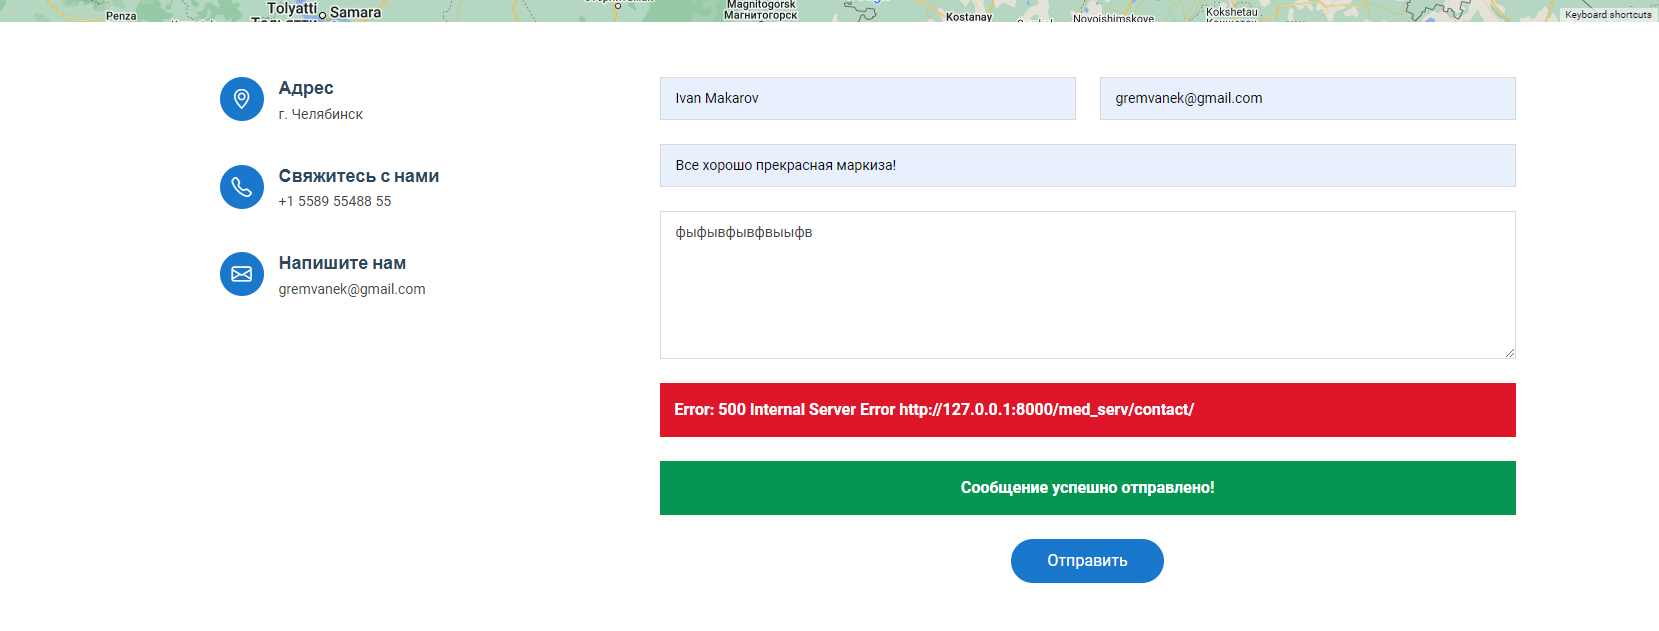 Tolyatti
Samara
Penza
Magnitogorsk
Магнитогорск
Kostanay
Novoishimskoye
Kokshetau
Keyboard shortcuts
Адрес
г. Челябинск
Свяжитесь с нами
+1 5589 55488 55
Напишите нам
gremvanek@gmail.com
Ivan Makarov
gremvanek@gmail.com
Все хорошо прекрасная маркиза!
фыфывфывфвыыфв
Error: 500 Internal Server Error http://127.0.0.1:8000/med_serv/contact/
Сообщение успешно отправлено!
Отправить